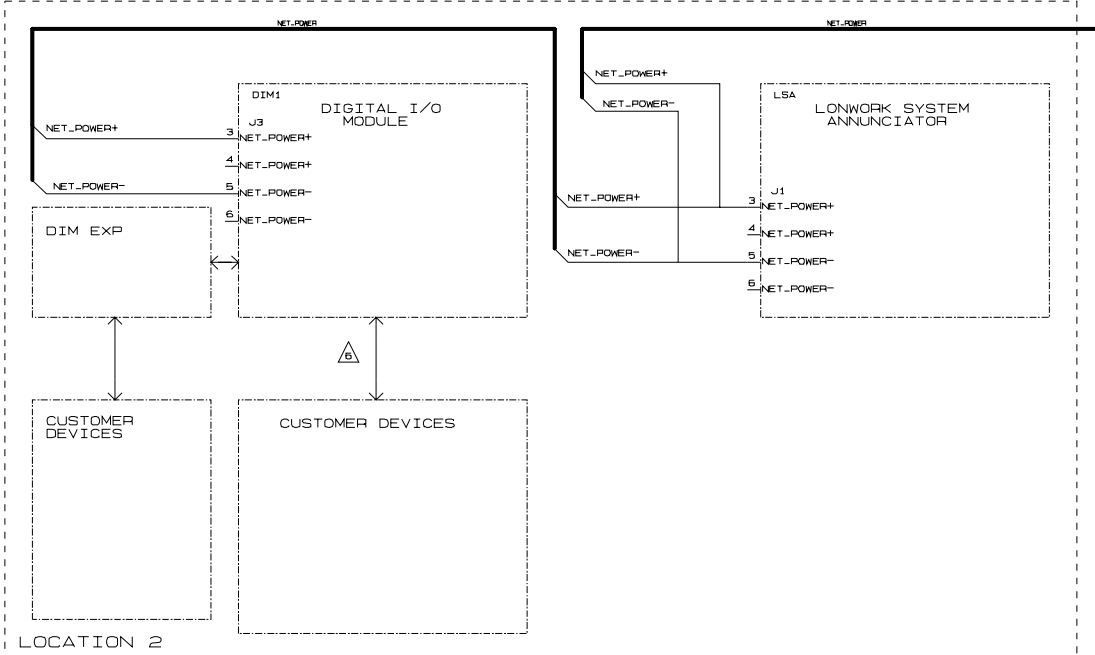 NET_POWER
NET_POWER
NET_POWER+
DIM1
DIGITAL I/O
MODULE
LSA
LONWORK SYSTEM
ANNUNCIATOR
NET_POWER-
J3
NET_POWER+
3
NET_POWER+
4
NET_POWER+
NET_POWER-
5
NET_POWER-
6
NET_POWER-
J1
NET_POWER+
3
NET_POWER+
4
NET_POWER+
NET_POWER-
5
NET_POWER-
6
NET_POWER-
DIM EXP
6
CUSTOMER
DEVICES
CUSTOMER DEVICES
LOCATION 2